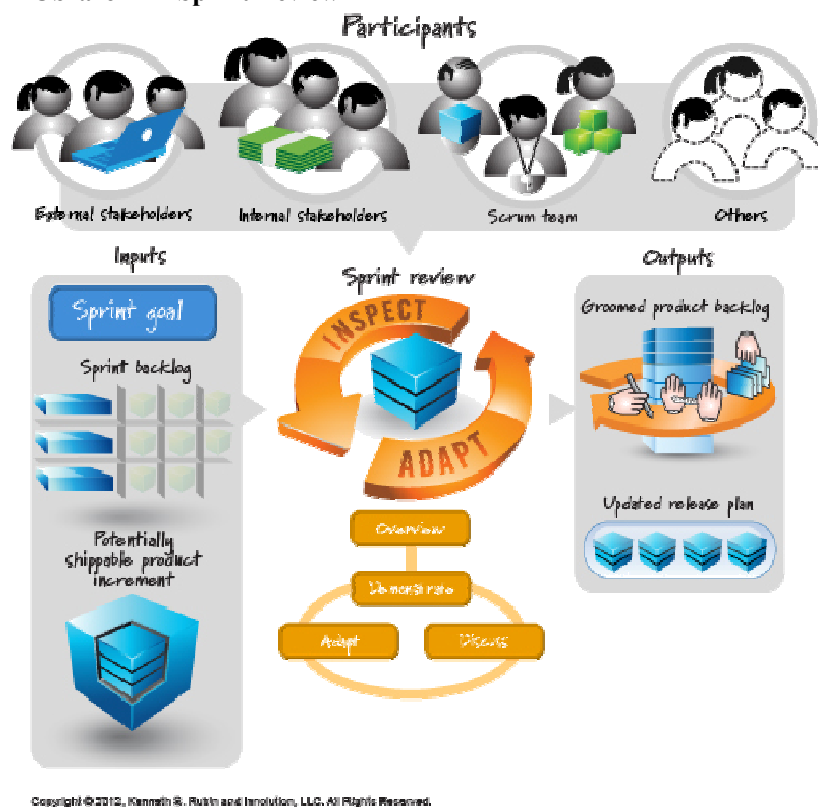 Participants
External stakeholders
Internal stakeholders
Scrum team
Others
Inputs
Sprint goal
Sprint backlog
Potentially
shippable product
increment
Sprint review
INSPECT
ADAPT
Overview
Demonstrate
Adapt
Discuss
Outputs
Groomed product backlog
Updated release plan
Copyright © 2012, Kenneth S. Rubin and Innolution, LLC. All Rights Reserved.